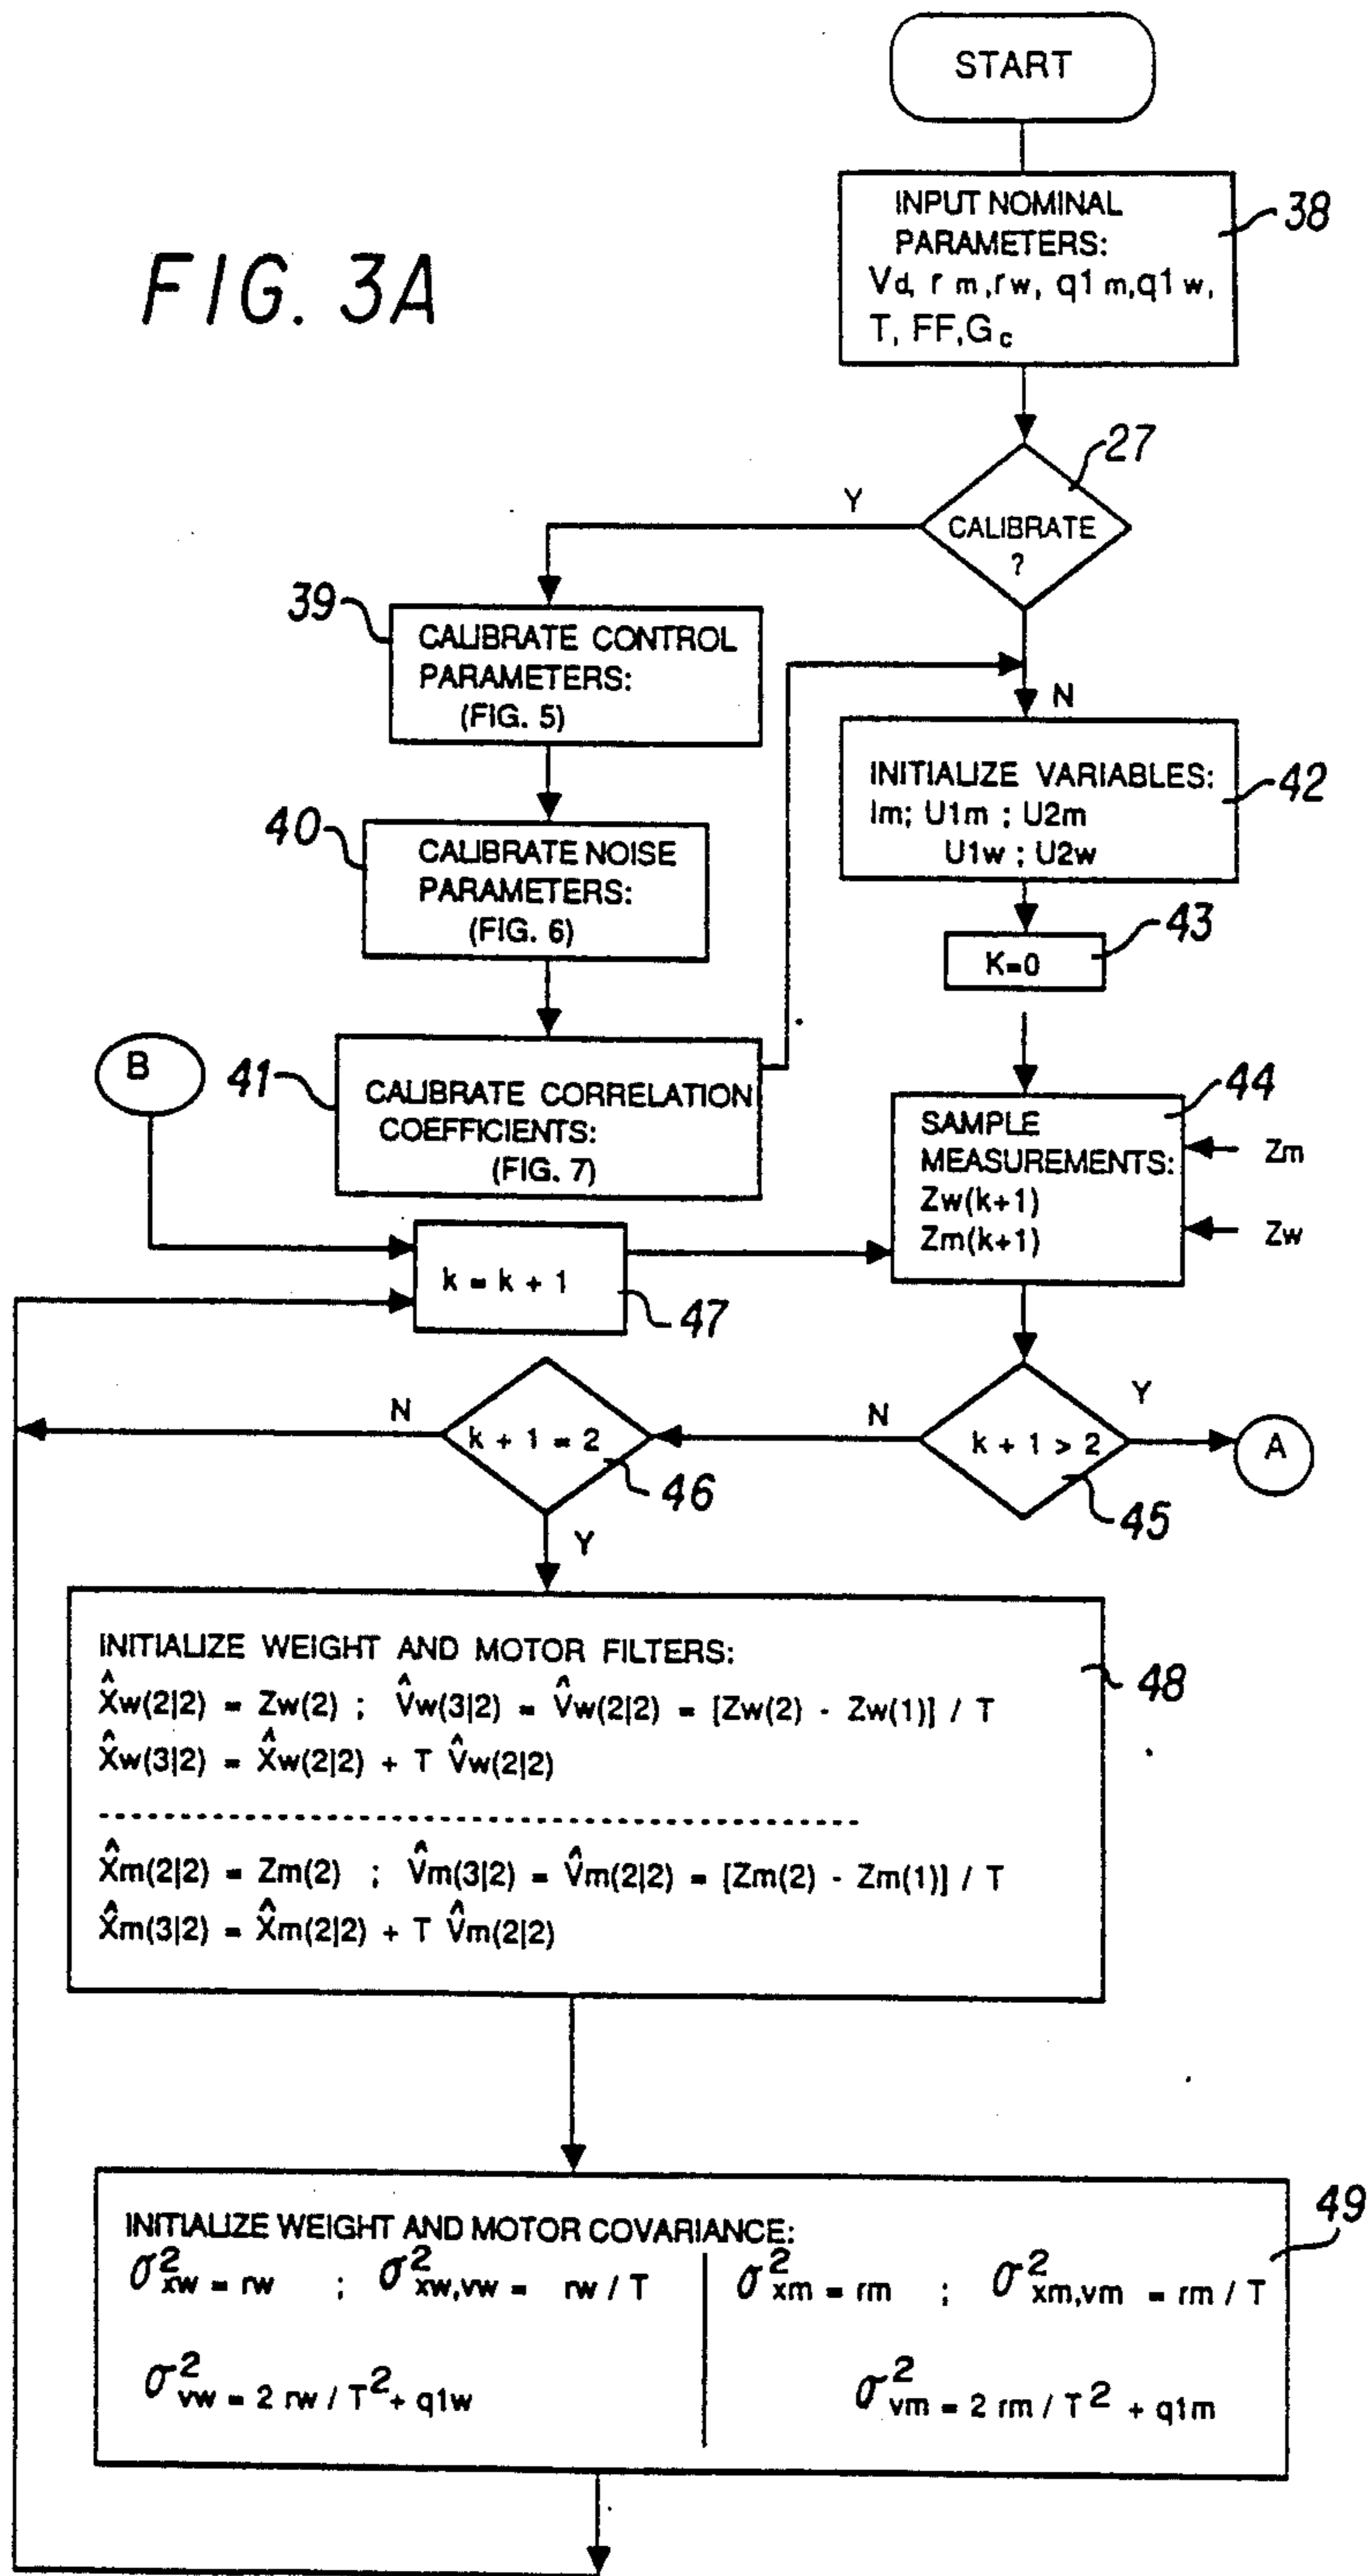 START
INPUT NOMINAL
PARAMETERS:
Vd, rm, rw, q1m, q1w,
T, FF, Gc
38
FIG. 3A
27
Y
CALIBRATE
?
39
CALIBRATE CONTROL
PARAMETERS:
(FIG. 5)
N
INITIALIZE VARIABLES:
Im; U1m ; U2m
U1w ; U2w
42
40
CALIBRATE NOISE
PARAMETERS:
(FIG. 6)
K=0
43
B
41
CALIBRATE CORRELATION
COEFFICIENTS:
(FIG. 7)
44
SAMPLE
MEASUREMENTS:
Zw(k+1)
Zm(k+1)
Zm
Zw
k = k + 1
47
N
k + 1 = 2
46
Y
N
k + 1 > 2
45
Y
A
INITIALIZE WEIGHT AND MOTOR FILTERS:
X̂w(2|2) = Zw(2) ; V̂w(3|2) = V̂w(2|2) = [Zw(2) - Zw(1)] / T
X̂w(3|2) = X̂w(2|2) + T V̂w(2|2)
X̂m(2|2) = Zm(2) ; V̂m(3|2) = V̂m(2|2) = [Zm(2) - Zm(1)] / T
X̂m(3|2) = X̂m(2|2) + T V̂m(2|2)
48
INITIALIZE WEIGHT AND MOTOR COVARIANCE:
σ²xw = rw ; σ²xw,vw = rw / T
σ²vw = 2 rw / T² + q1w
σ²xm = rm ; σ²xm,vm = rm / T
σ²vm = 2 rm / T² + q1m
49